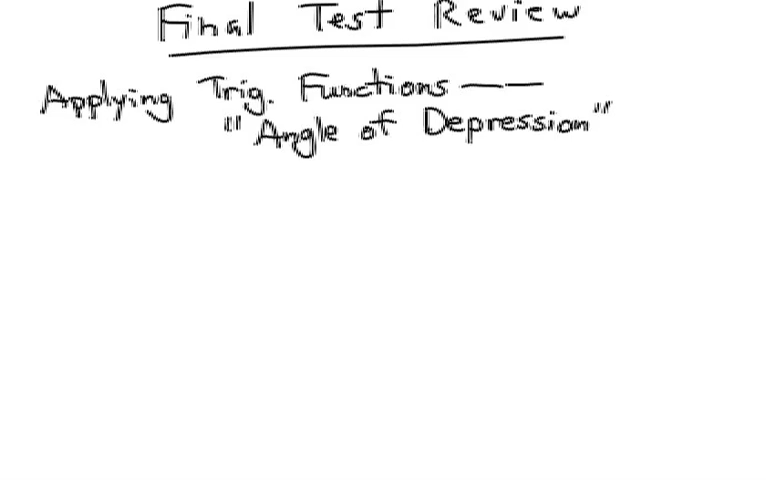 Final Test Review
Applying Trig. Functions ——
"Angle of Depression"